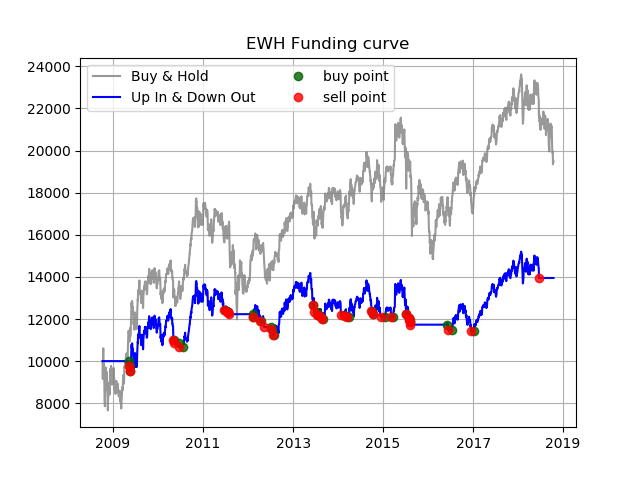 EWH Funding curve
Buy & Hold
Up In & Down Out
buy point
sell point
24000
22000
20000
18000
16000
14000
12000
10000
8000
2009 2011 2013 2015 2017 2019